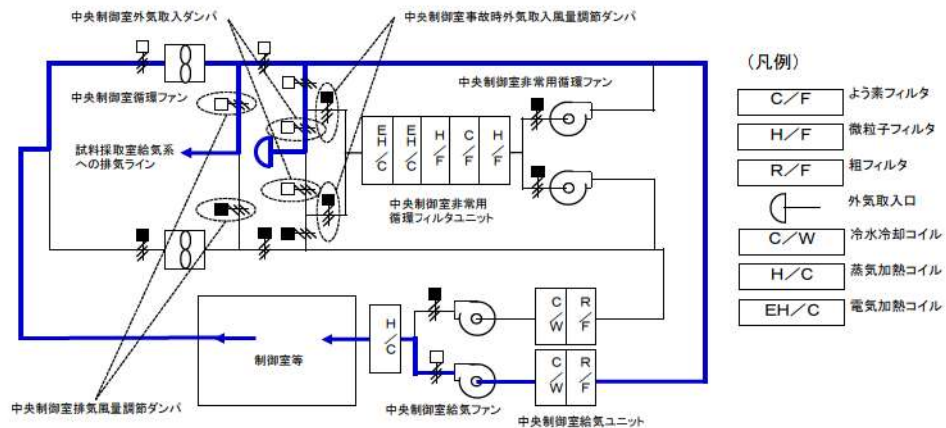 中央制御室外気取入ダンパ
中央制御室事故時外気取入風量調節ダンパ
中央制御室循環ファン
中央制御室非常用循環ファン
試料採取室給気系
への排気ライン
EH/C
EH/C
H/F
C/F
H/F
中央制御室非常用
循環フィルタユニット
制御室等
H/C
C/W
R/F
C/W
R/F
中央制御室排気風量調節ダンパ
中央制御室給気ファン
中央制御室給気ユニット
(凡例)
C/F よう素フィルタ
H/F 微粒子フィルタ
R/F 粗フィルタ
外気取入口
C/W 冷水冷却コイル
H/C 蒸気加熱コイル
EH/C 電気加熱コイル